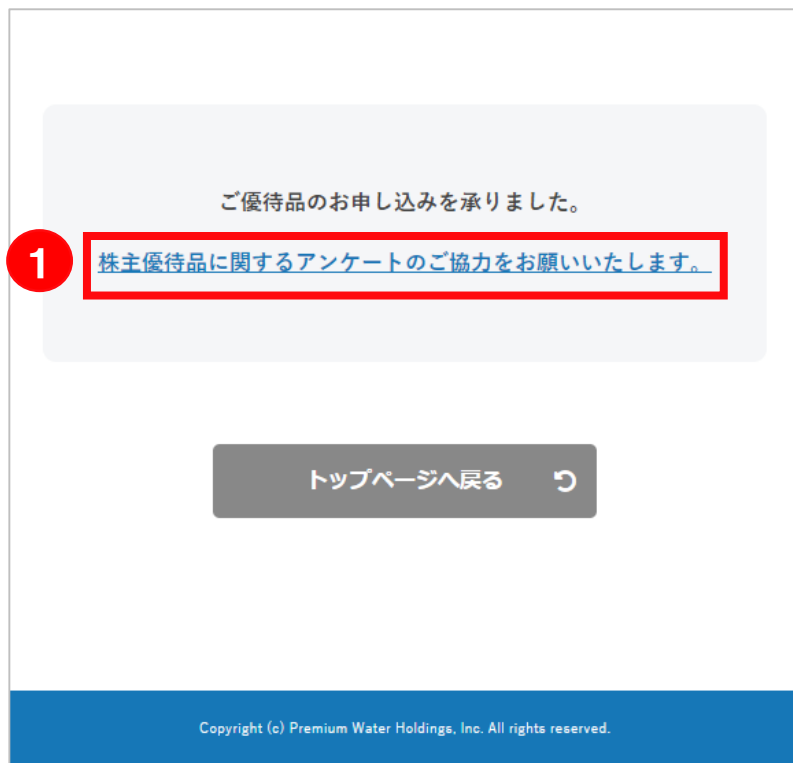 ご優待品のお申し込みを承りました。
1
株主優待品に関するアンケートのご協力をお願いいたします。
トップページへ戻る
Copyright (c) Premium Water Holdings, Inc. All rights reserved.